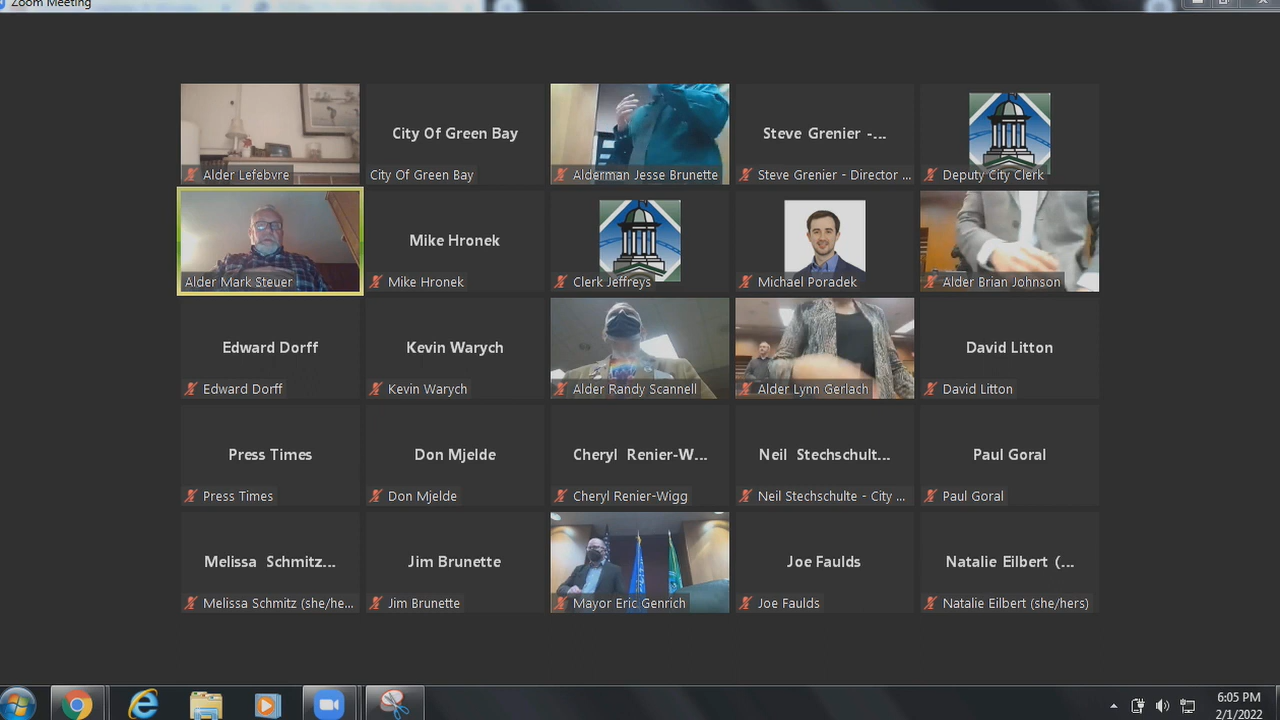 Zoom Meeting
Alder Lefebvre
City Of Green Bay
City Of Green Bay
Alderman Jesse Brunette
Steve Grenier -...
Steve Grenier - Director ...
Deputy City Clerk
Alder Mark Steuer
Mike Hronek
Mike Hronek
Clerk Jeffreys
Michael Poradek
Alder Brian Johnson
Edward Dorff
Edward Dorff
Kevin Warych
Kevin Warych
Alder Randy Scannell
Alder Lynn Gerlach
David Litton
David Litton
Press Times
Press Times
Don Mjelde
Don Mjelde
Cheryl Renier-W...
Cheryl Renier-Wigg
Neil Stechschult...
Neil Stechschulte - City ...
Paul Goral
Paul Goral
Melissa Schmitz...
Melissa Schmitz (she/he...
Jim Brunette
Jim Brunette
Mayor Eric Genrich
Joe Faulds
Joe Faulds
Natalie Eilbert (...
Natalie Eilbert (she/hers)
6:05 PM
2/1/2022